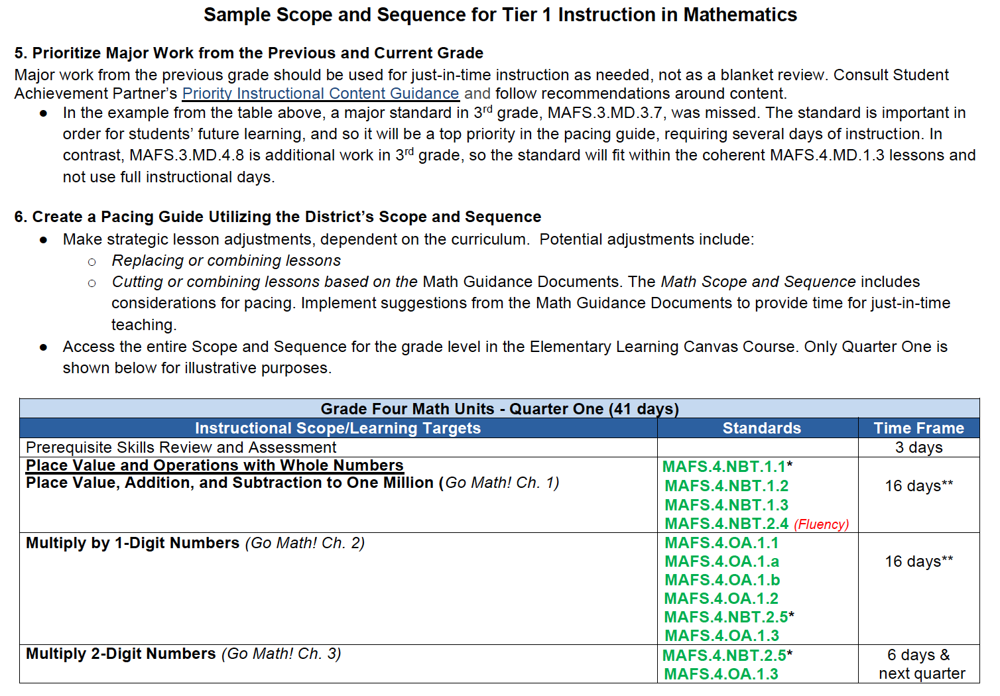 Sample Scope and Sequence for Tier 1 Instruction in Mathematics
5. Prioritize Major Work from the Previous and Current Grade
Major work from the previous grade should be used for just-in-time instruction as needed, not as a blanket review. Consult Student
Achievement Partner’s Priority Instructional Content Guidance and follow recommendations around content.
● In the example from the table above, a major standard in 3rd grade, MAFS.3.MD.3.7, was missed. The standard is important in
order for students’ future learning, and so it will be a top priority in the pacing guide, requiring several days of instruction. In
contrast, MAFS.3.MD.4.8 is additional work in 3rd grade, so the standard will fit within the coherent MAFS.4.MD.1.3 lessons and
not use full instructional days.
6. Create a Pacing Guide Utilizing the District’s Scope and Sequence
● Make strategic lesson adjustments, dependent on the curriculum.  Potential adjustments include:
○ Replacing or combining lessons
○ Cutting or combining lessons based on the Math Guidance Documents. The Math Scope and Sequence includes
considerations for pacing. Implement suggestions from the Math Guidance Documents to provide time for just-in-time
teaching.
● Access the entire Scope and Sequence for the grade level in the Elementary Learning Canvas Course. Only Quarter One is
shown below for illustrative purposes.
Grade Four Math Units - Quarter One (41 days)
Instructional Scope/Learning Targets Standards Time Frame
Prerequisite Skills Review and Assessment 3 days
Place Value and Operations with Whole Numbers
Place Value, Addition, and Subtraction to One Million (Go Math! Ch. 1)
MAFS.4.NBT.1.1*
MAFS.4.NBT.1.2
MAFS.4.NBT.1.3
MAFS.4.NBT.2.4 (Fluency)
16 days**
Multiply by 1-Digit Numbers (Go Math! Ch. 2)
MAFS.4.OA.1.1
MAFS.4.OA.1.a
MAFS.4.OA.1.b
MAFS.4.OA.1.2
MAFS.4.NBT.2.5*
MAFS.4.OA.1.3
16 days**
Multiply 2-Digit Numbers (Go Math! Ch. 3)
MAFS.4.NBT.2.5*
MAFS.4.OA.1.3
6 days &
next quarter